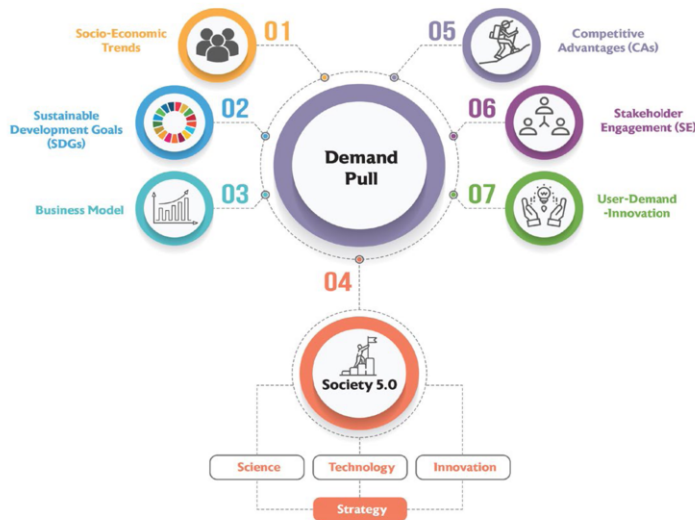 Socio-Economic
Trends
01
Sustainable
Development Goals
(SDGs)
02
Business Model
03
Demand
Pull
05
Competitive
Advantages (CAs)
06
Stakeholder
Engagement (SE)
07
User-Demand
-Innovation
04
Society 5.0
Science
Technology
Innovation
Strategy